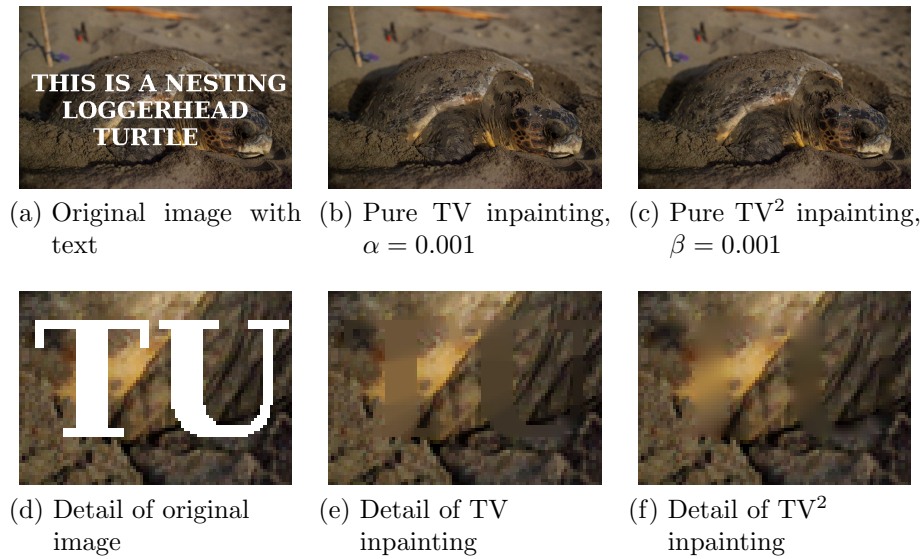 THIS IS A NESTING
LOGGERHEAD
TURTLE
(a) Original image with
text
(b) Pure TV inpainting,
α = 0.001
(c) Pure TV² inpainting,
β = 0.001
TU
(d) Detail of original
image
(e) Detail of TV
inpainting
(f) Detail of TV²
inpainting